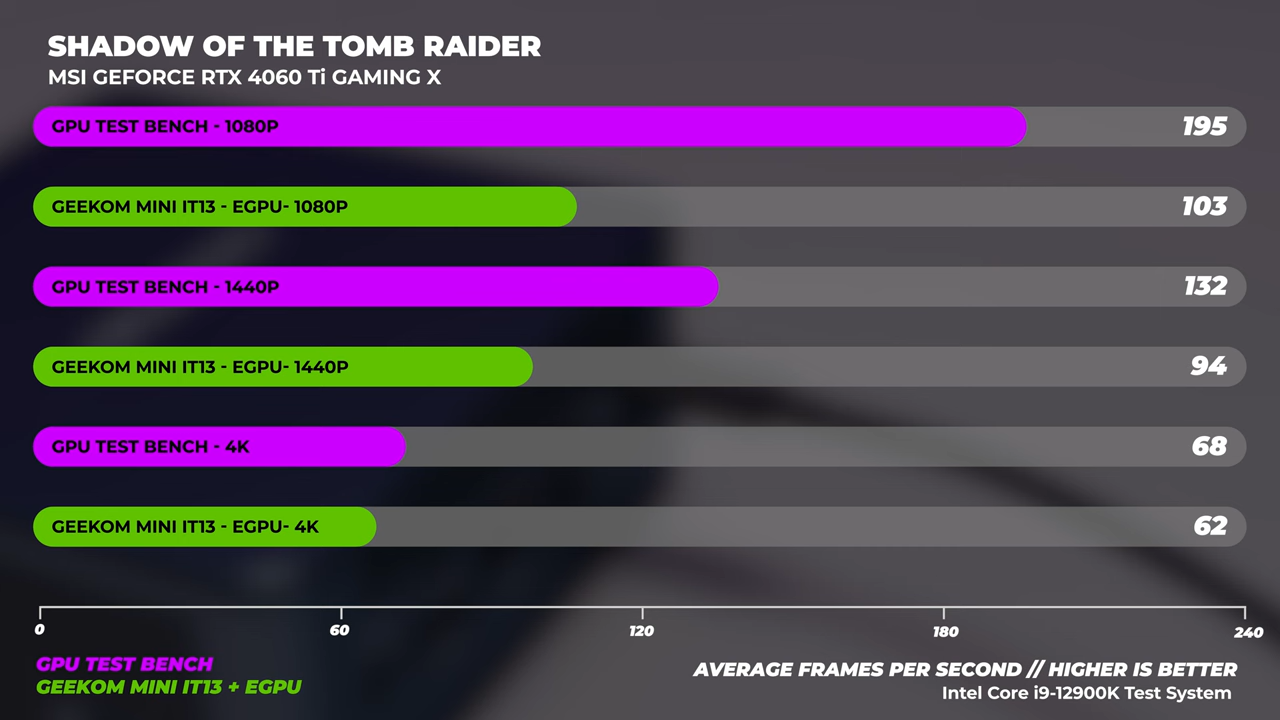 SHADOW OF THE TOMB RAIDER
MSI GEFORCE RTX 4060 Ti GAMING X
GPU TEST BENCH - 1080P 195
GEEKOM MINI IT13 - EGPU- 1080P 103
GPU TEST BENCH - 1440P 132
GEEKOM MINI IT13 - EGPU- 1440P 94
GPU TEST BENCH - 4K 68
GEEKOM MINI IT13 - EGPU- 4K 62
0 60 120 180 240
GPU TEST BENCH
GEEKOM MINI IT13 + EGPU
AVERAGE FRAMES PER SECOND // HIGHER IS BETTER
Intel Core i9-12900K Test System